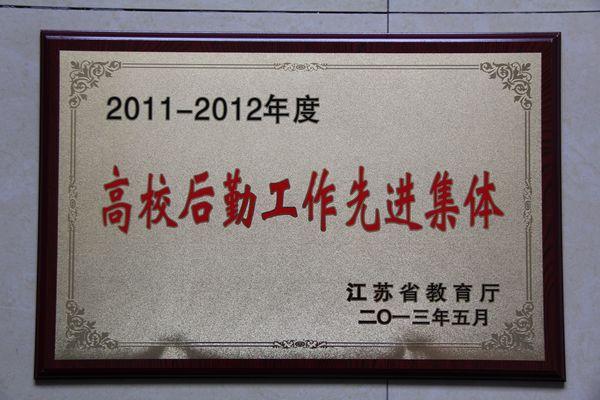 2011-2012年度
高校后勤工作先进集体
江苏省教育厅
二〇一三年五月